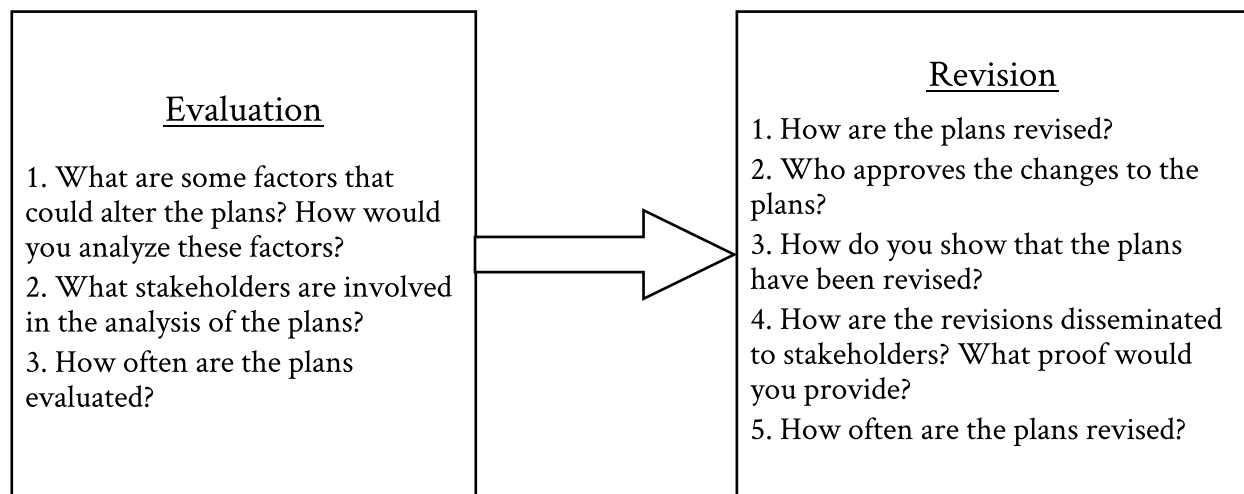 Evaluation
1. What are some factors that
could alter the plans? How would
you analyze these factors?
2. What stakeholders are involved
in the analysis of the plans?
3. How often are the plans
evaluated?
Revision
1. How are the plans revised?
2. Who approves the changes to the
plans?
3. How do you show that the plans
have been revised?
4. How are the revisions disseminated
to stakeholders? What proof would
you provide?
5. How often are the plans revised?